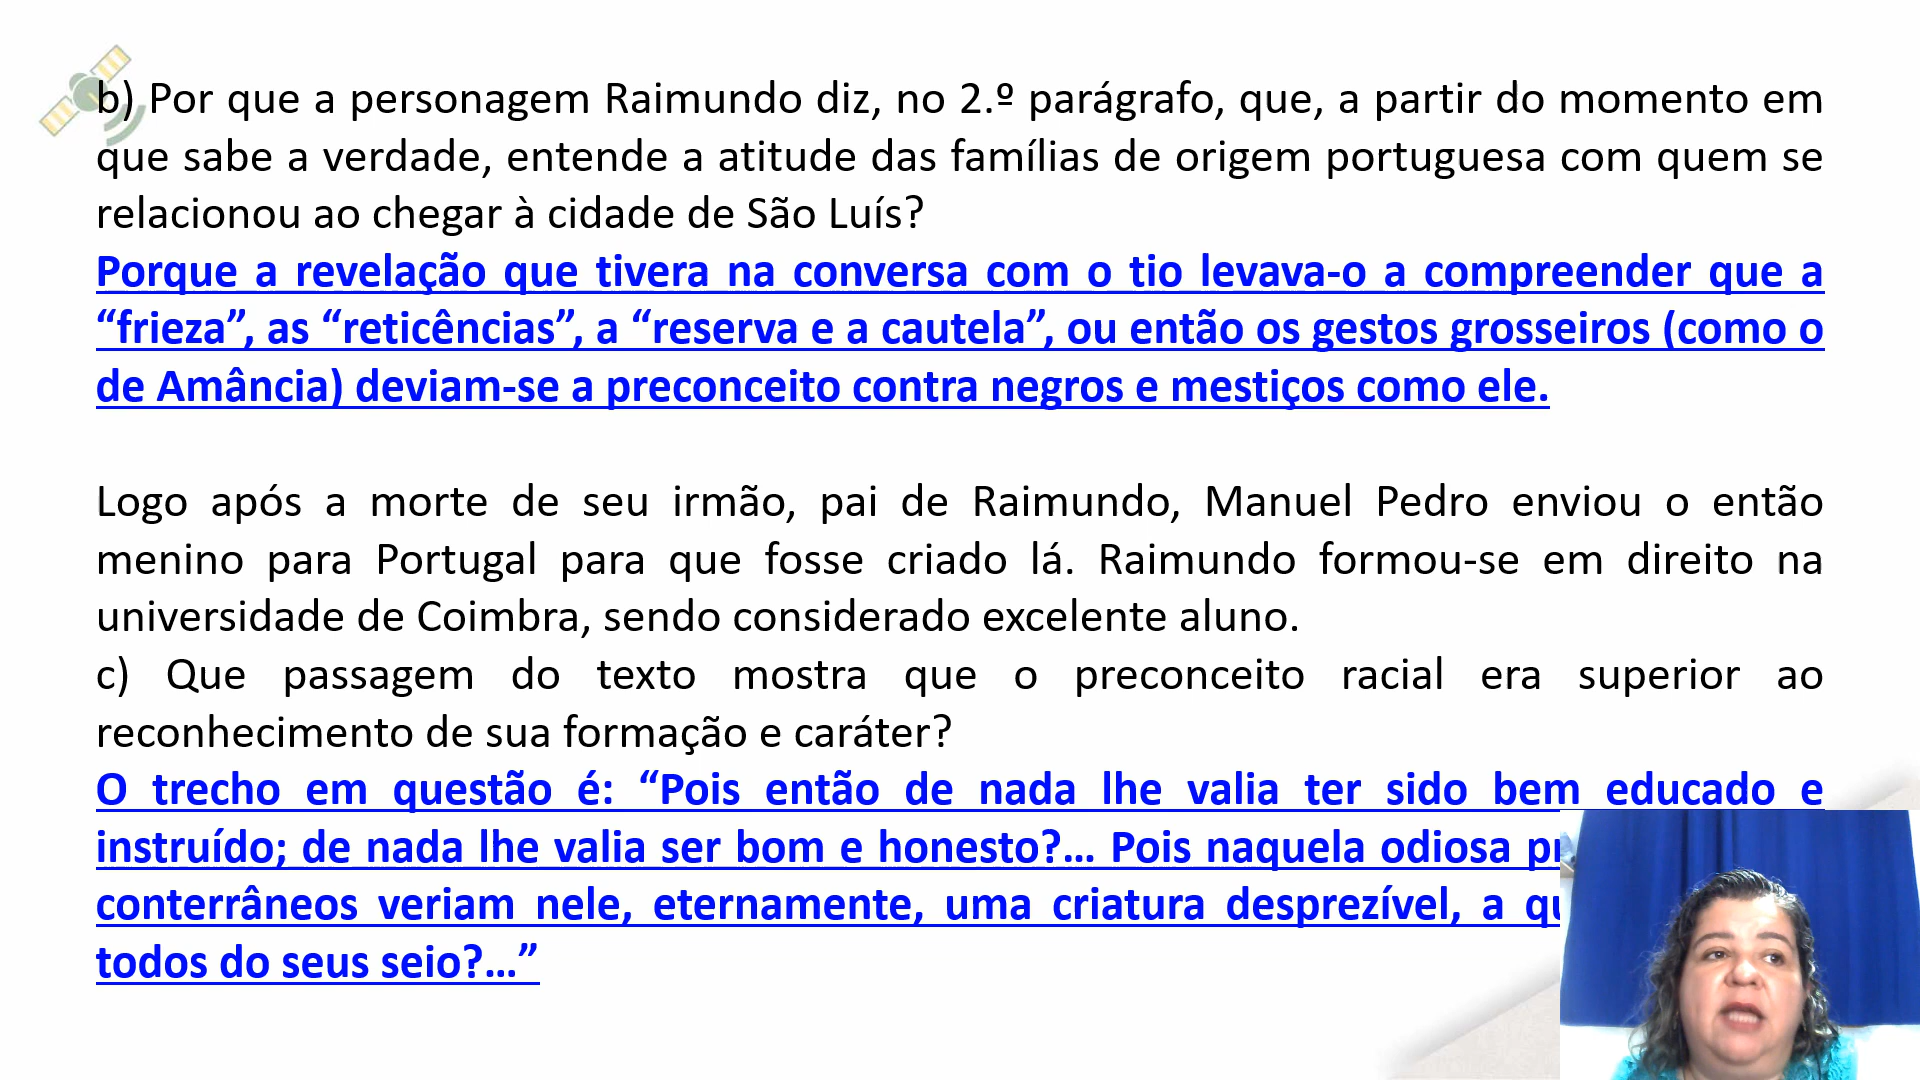 b) Por que a personagem Raimundo diz, no 2.º parágrafo, que, a partir do momento em
que sabe a verdade, entende a atitude das famílias de origem portuguesa com quem se
relacionou ao chegar à cidade de São Luís?
Porque a revelação que tivera na conversa com o tio levava-o a compreender que a
“frieza”, as “reticências”, a “reserva e a cautela”, ou então os gestos grosseiros (como o
de Amância) deviam-se a preconceito contra negros e mestiços como ele.
Logo após a morte de seu irmão, pai de Raimundo, Manuel Pedro enviou o então
menino para Portugal para que fosse criado lá. Raimundo formou-se em direito na
universidade de Coimbra, sendo considerado excelente aluno.
c) Que passagem do texto mostra que o preconceito racial era superior ao
reconhecimento de sua formação e caráter?
O trecho em questão é: “Pois então de nada lhe valia ter sido bem educado e
instruído; de nada lhe valia ser bom e honesto?... Pois naquela odiosa
conterrâneos veriam nele, eternamente, uma criatura desprezível, a
todos do seus seio?...”